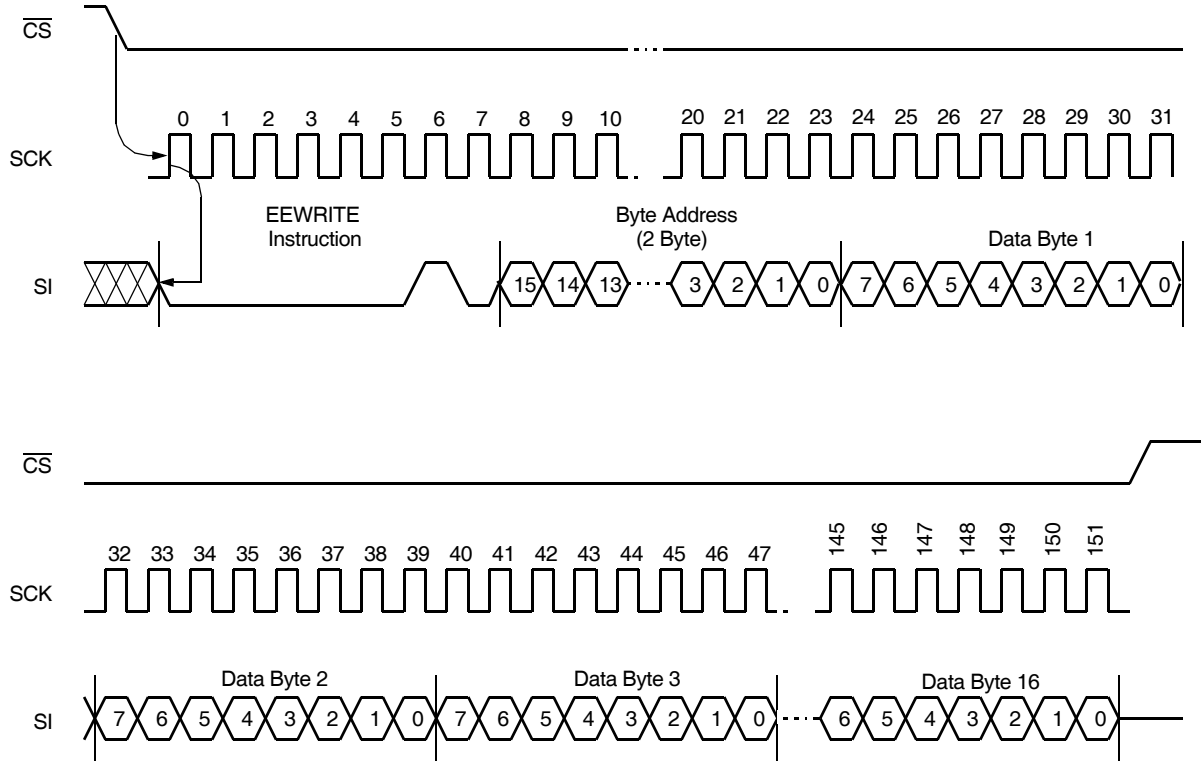 CS
0 1 2 3 4 5 6 7 8 9 10 20 21 22 23 24 25 26 27 28 29 30 31
SCK
EEWRITE
Instruction
Byte Address
(2 Byte)
Data Byte 1
SI
15 14 13 3 2 1 0 7 6 5 4 3 2 1 0
CS
32 33 34 35 36 37 38 39 40 41 42 43 44 45 46 47 145 146 147 148 149 150 151
SCK
Data Byte 2
Data Byte 3
Data Byte 16
SI
7 6 5 4 3 2 1 0 7 6 5 4 3 2 1 0 6 5 4 3 2 1 0